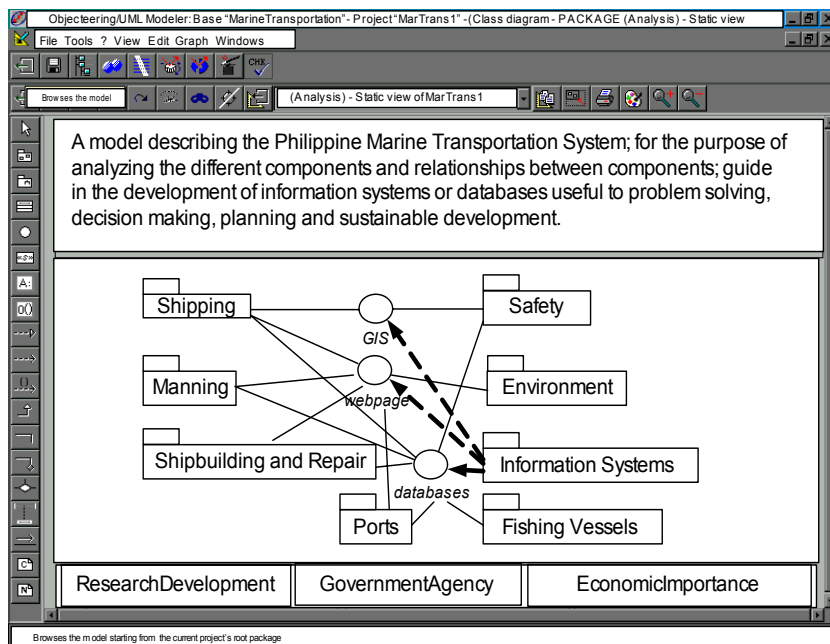 Objecteering/UML Modeler: Base "MarineTransportation"- Project "MarTrans1" -(Class diagram - PACKAGE (Analysis) - Static view
File Tools ? View Edit Graph Windows
CHK
Browses the model
(Analysis) - Static view of MarTrans1
A model describing the Philippine Marine Transportation System; for the purpose of
analyzing the different components and relationships between components; guide
in the development of information systems or databases useful to problem solving,
decision making, planning and sustainable development.
«S»
A:
0()
Shipping
Safety
GIS
Manning
webpage
Environment
Shipbuilding and Repair
Information Systems
databases
Ports
Fishing Vessels
C
N
ResearchDevelopment
GovernmentAgency
EconomicImportance
Browses the model starting from the current project's root package